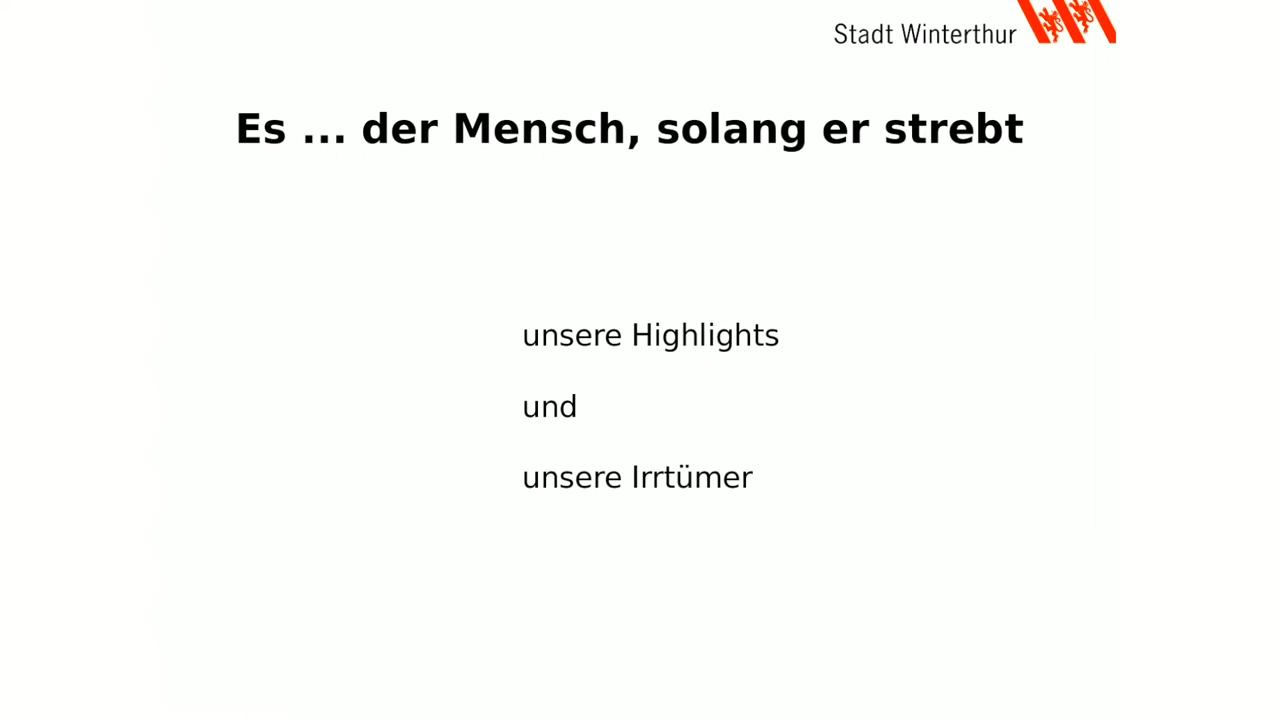 Stadt Winterthur
Es ... der Mensch, solang er strebt
unsere Highlights
und
unsere Irrtümer